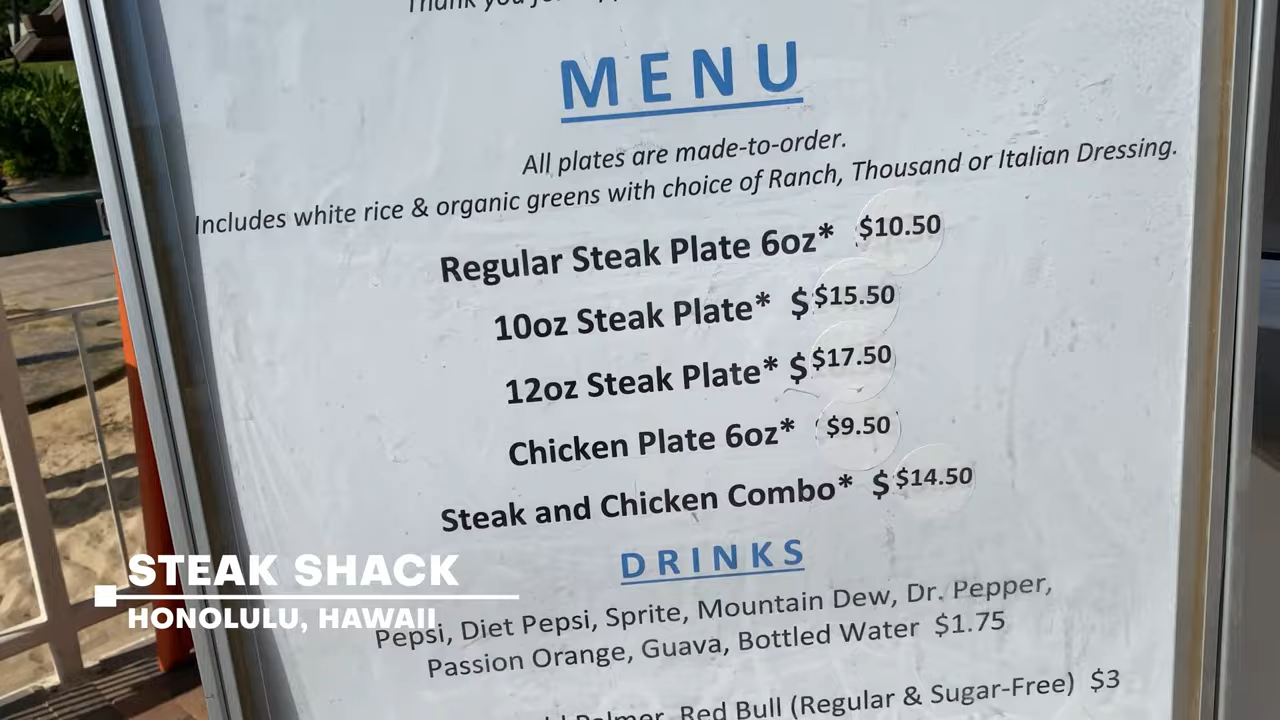 Thank you
MENU
All plates are made-to-order.
Includes white rice & organic greens with choice of Ranch, Thousand or Italian Dressing.
Regular Steak Plate 6oz* $10.50
10oz Steak Plate* $ $15.50
12oz Steak Plate* $ $17.50
Chicken Plate 6oz* $9.50
Steak and Chicken Combo* $ $14.50
DRINKS
Pepsi, Diet Pepsi, Sprite, Mountain Dew, Dr. Pepper,
Passion Orange, Guava, Bottled Water $1.75
Palmer, Red Bull (Regular & Sugar-Free) $3
STEAK SHACK
HONOLULU, HAWAII